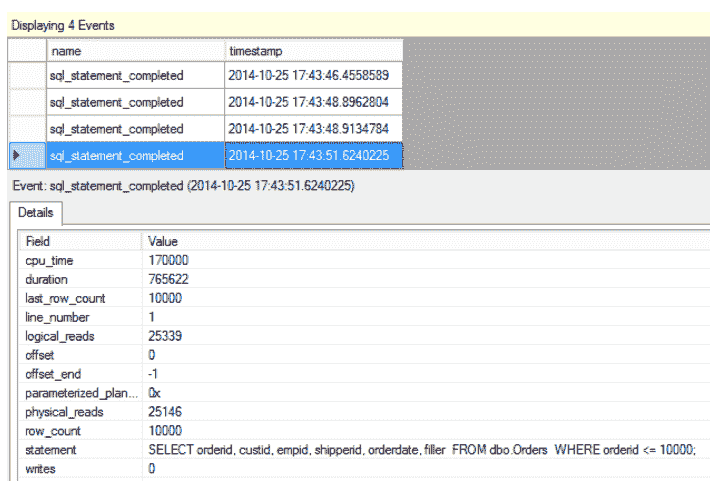 Displaying 4 Events
name timestamp
sql_statement_completed 2014-10-25 17:43:46.4558589
sql_statement_completed 2014-10-25 17:43:48.8962804
sql_statement_completed 2014-10-25 17:43:48.9134784
sql_statement_completed 2014-10-25 17:43:51.6240225
Event: sql_statement_completed (2014-10-25 17:43:51.6240225)
Details
Field Value
cpu_time 170000
duration 765622
last_row_count 10000
line_number 1
logical_reads 25339
offset 0
offset_end -1
parameterized_plan... 0x
physical_reads 25146
row_count 10000
statement SELECT orderid, custid, empid, shipperid, orderdate, filler FROM dbo.Orders WHERE orderid <= 10000;
writes 0